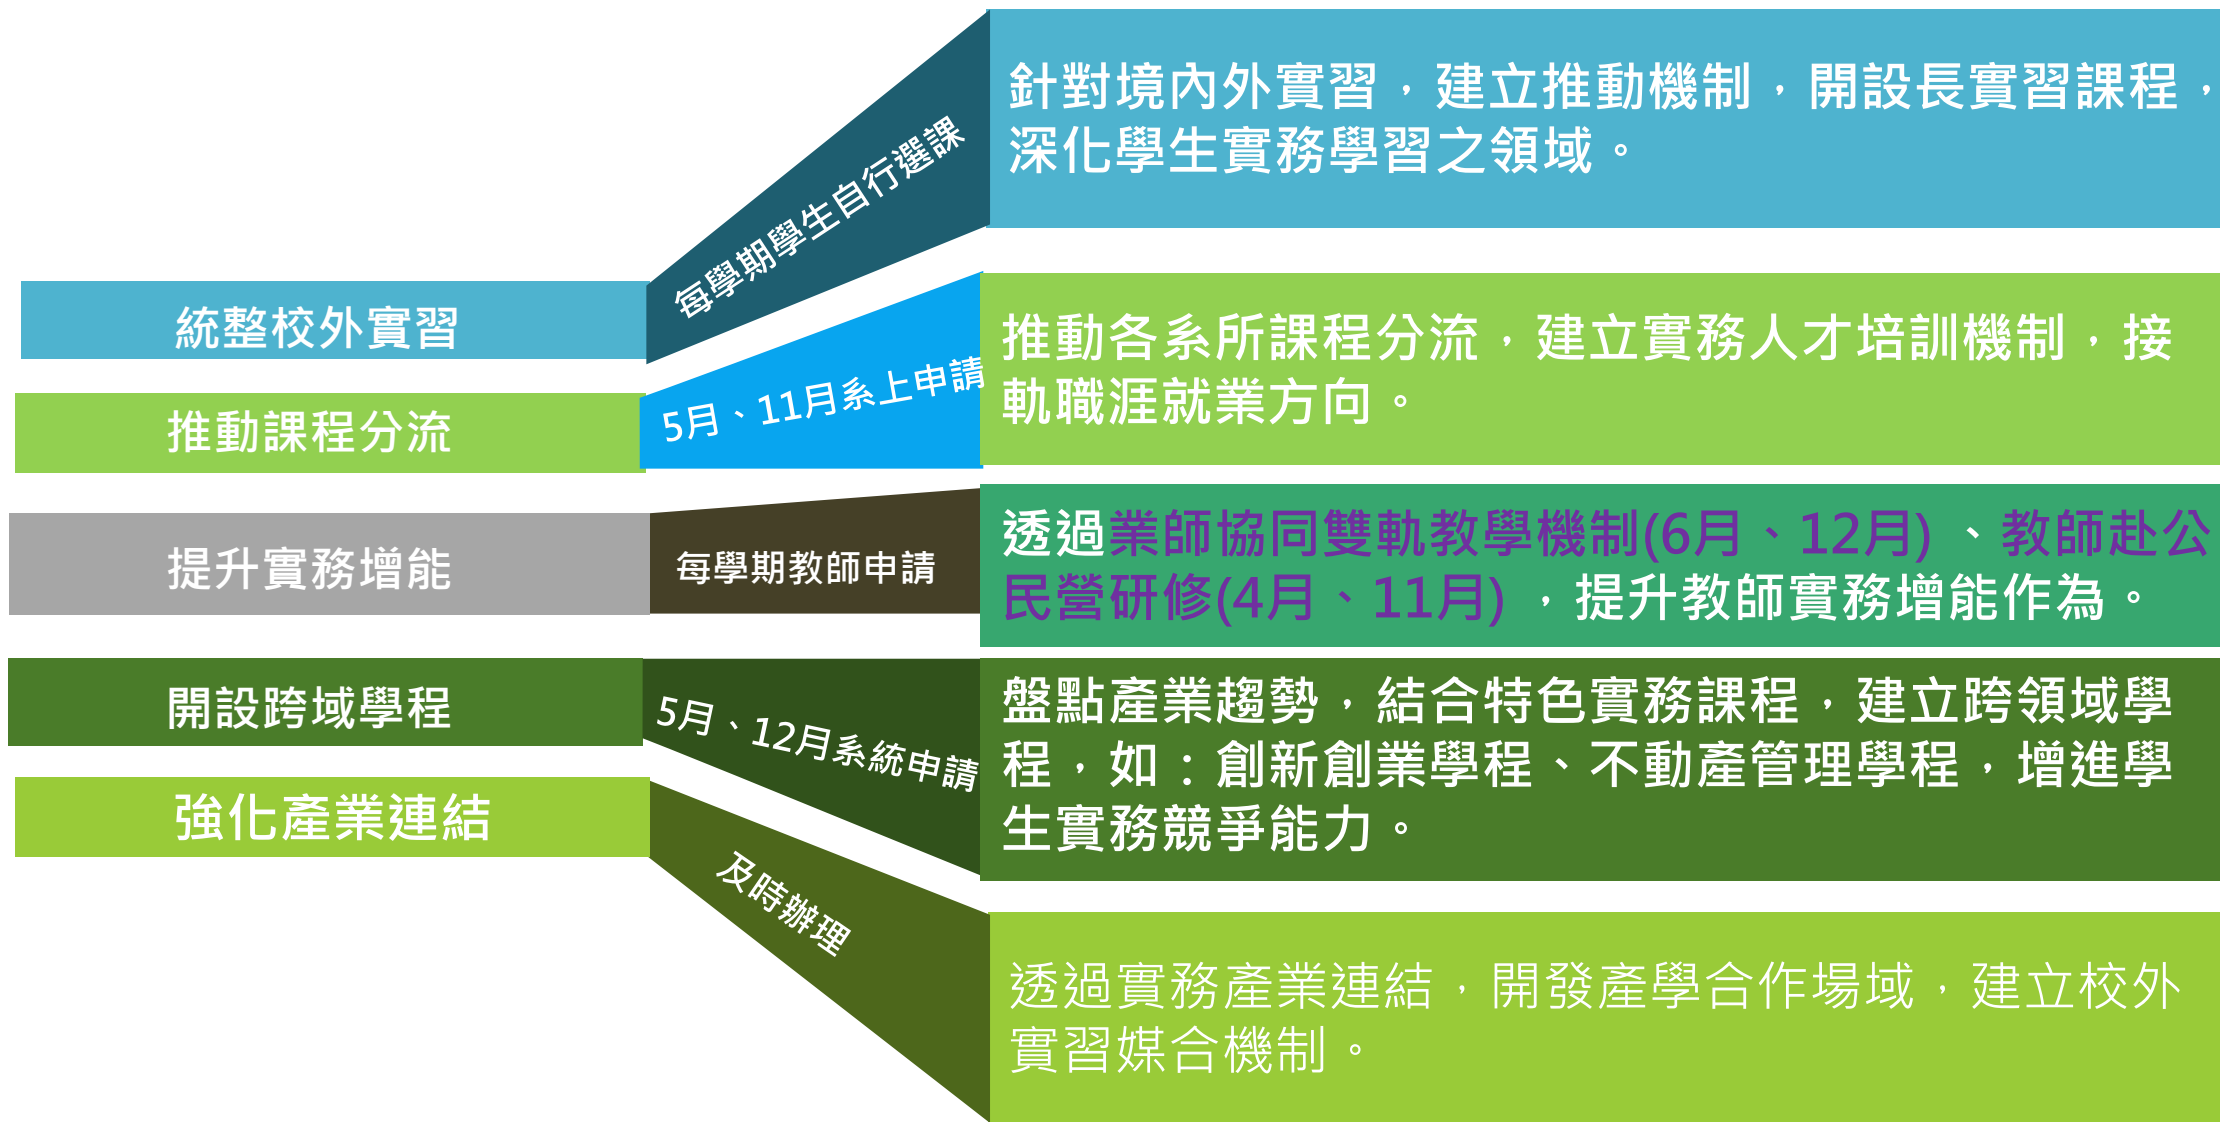 統整校外實習
每學期學生自行選課
針對境內外實習，建立推動機制，開設長實習課程，
深化學生實務學習之領域。
推動課程分流
5月、11月系上申請
推動各系所課程分流，建立實務人才培訓機制，接
軌職涯就業方向。
提升實務增能
每學期教師申請
透過業師協同雙軌教學機制(6月、12月)、教師赴公
民營研修(4月、11月)，提升教師實務增能作為。
開設跨域學程
5月、12月系統申請
盤點產業趨勢，結合特色實務課程，建立跨領域學
程，如：創新創業學程、不動產管理學程，增進學
生實務競爭能力。
強化產業連結
及時辦理
透過實務產業連結，開發產學合作場域，建立校外
實習媒合機制。